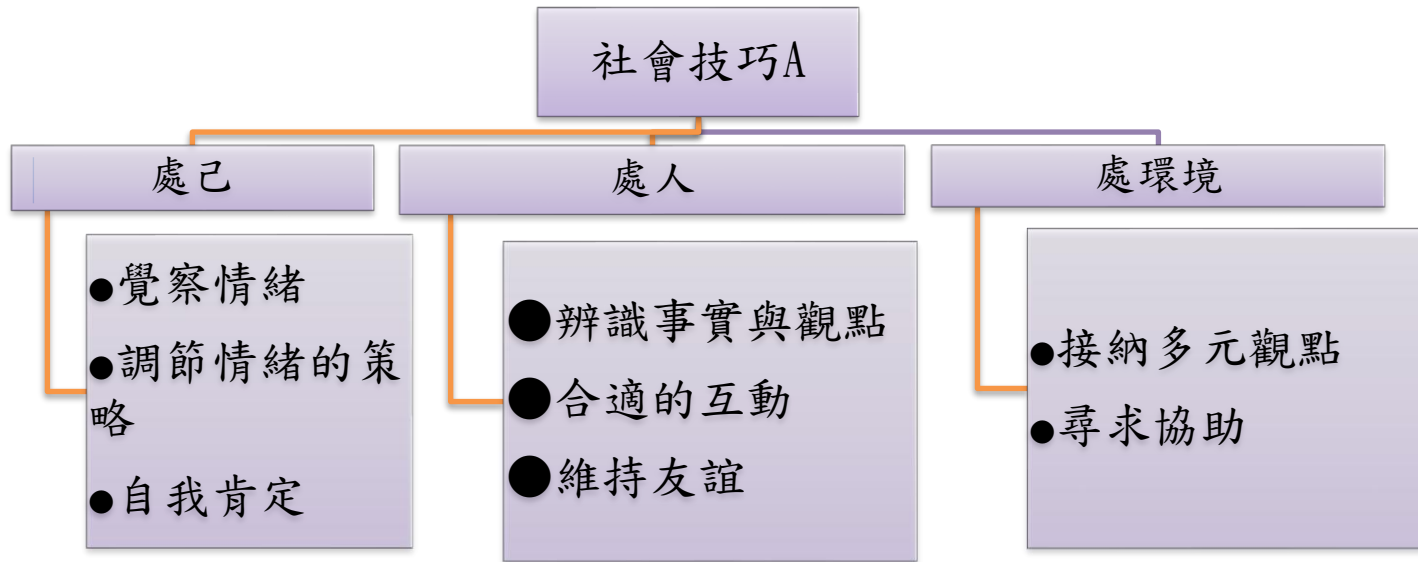 社會技巧A
處己
處人
處環境
●覺察情緒
●調節情緒的策
略
●自我肯定
●辨識事實與觀點
●合適的互動
●維持友誼
●接納多元觀點
●尋求協助